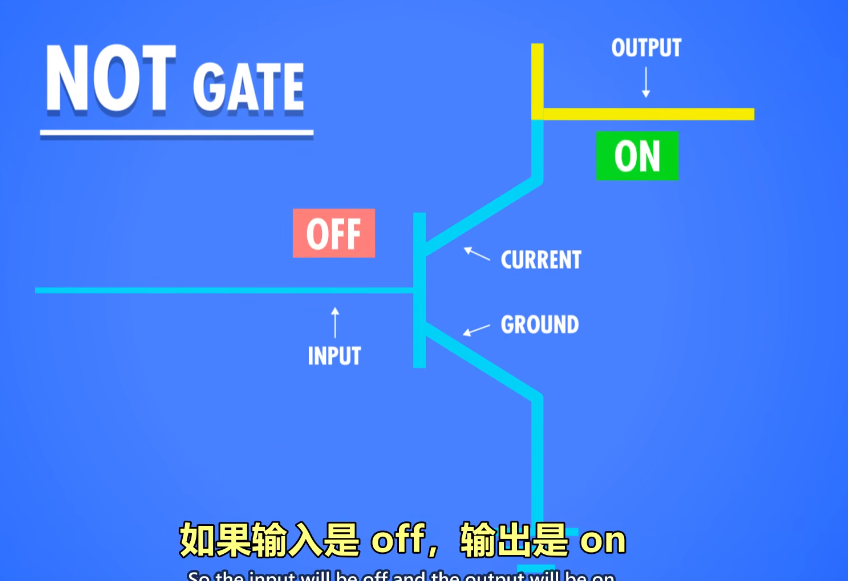 NOT GATE
OUTPUT
ON
OFF
CURRENT
GROUND
INPUT
如果输入是 off，输出是 on
So the input will be off and the output will be on